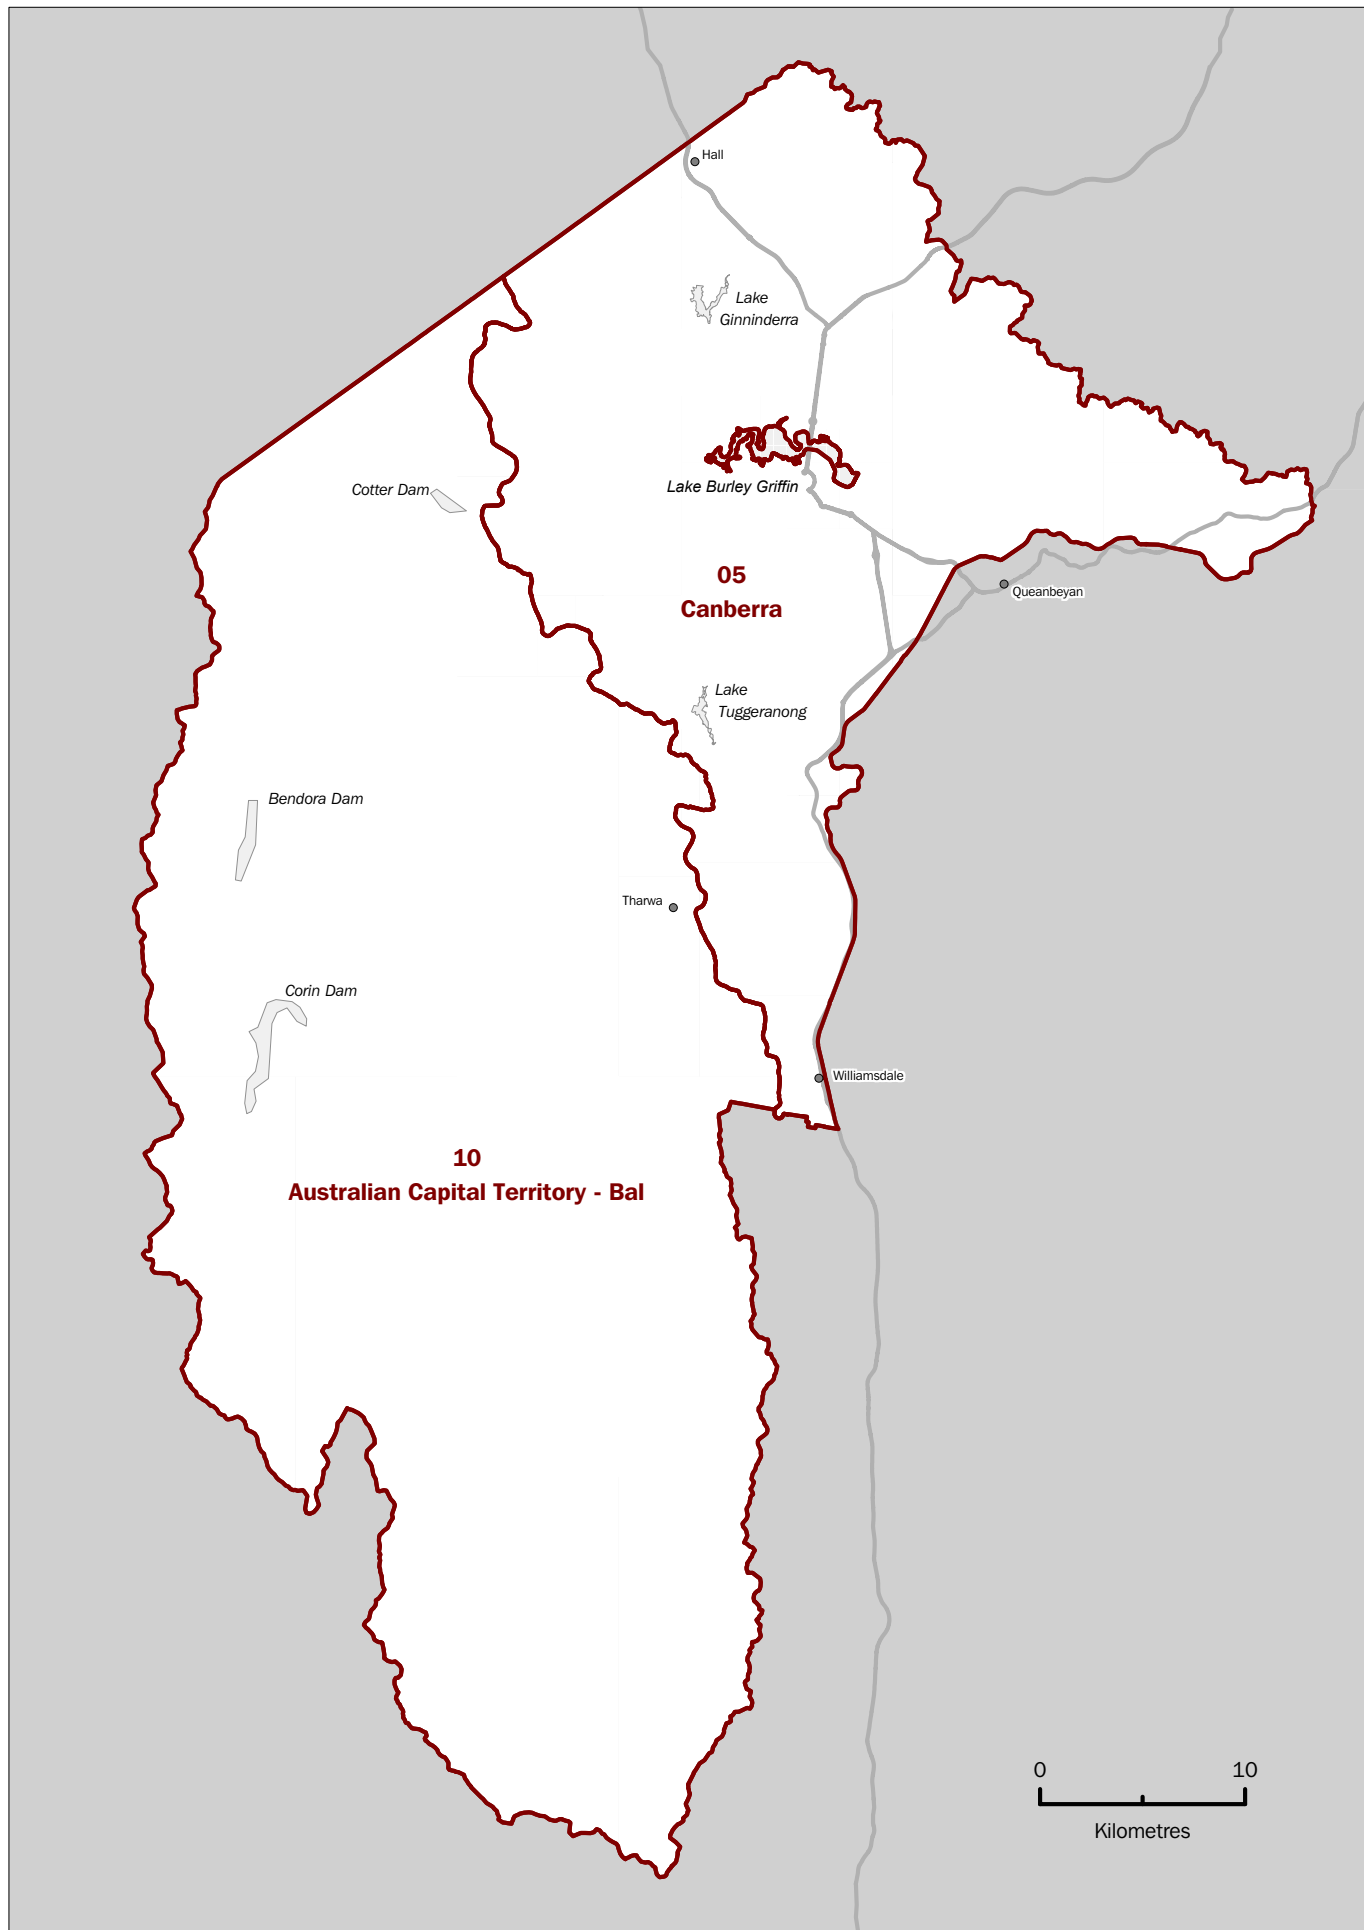 Hall
Lake
Ginninderra
Cotter Dam
Lake Burley Griffin
05
Canberra
Queanbeyan
Lake
Tuggeranong
Bendora Dam
Tharwa
Corin Dam
Williamsdale
10
Australian Capital Territory - Bal
0 10
Kilometres